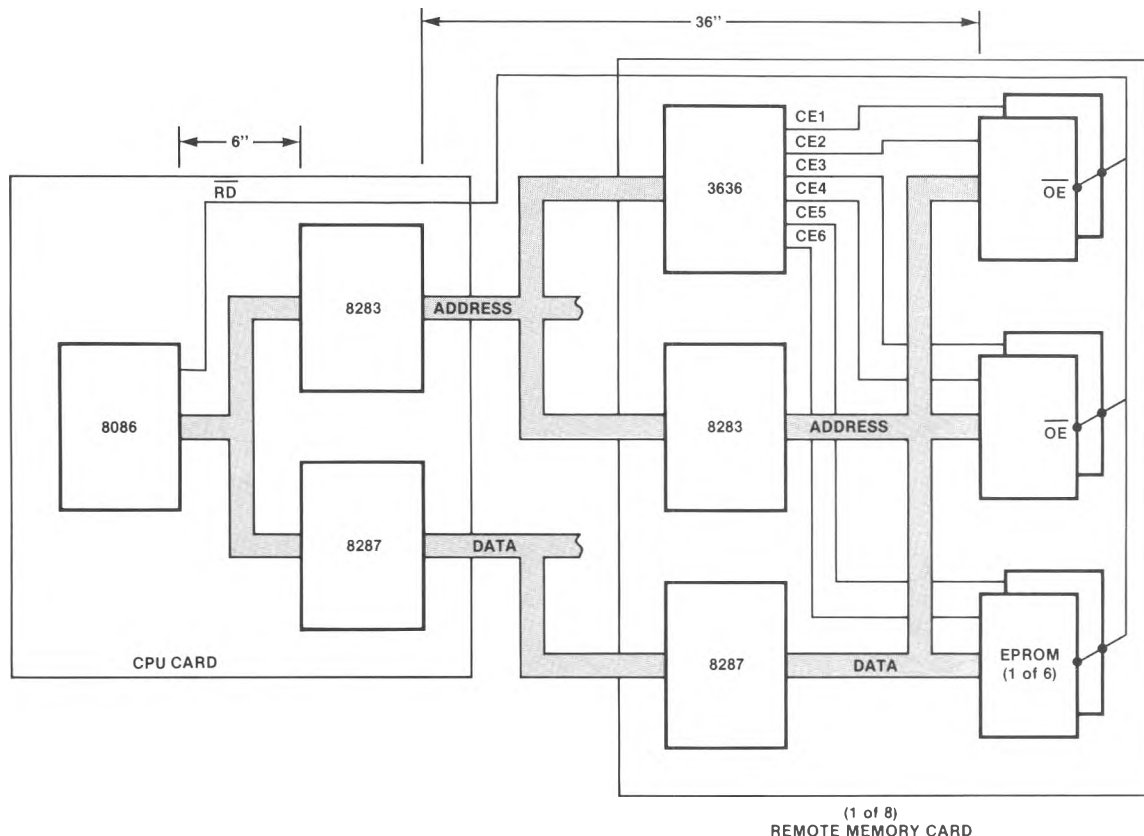 36”
6”
RD
8086
8283
8287
ADDRESS
DATA
CPU CARD
3636
CE1
CE2
CE3
CE4
CE5
CE6
8283
ADDRESS
8287
DATA
OE
OE
EPROM
(1 of 6)
(1 of 8)
REMOTE MEMORY CARD